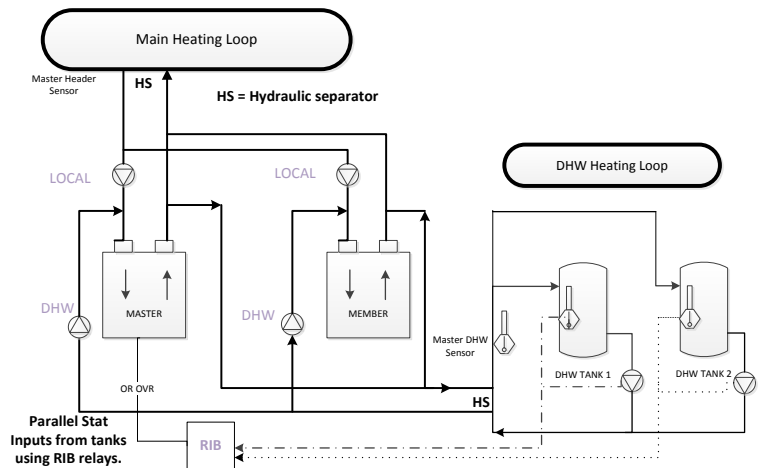 Main Heating Loop
Master Header
Sensor
HS
HS = Hydraulic separator
LOCAL
LOCAL
DHW Heating Loop
MASTER
MEMBER
DHW
DHW
Master DHW
Sensor
DHW TANK 1
DHW TANK 2
OR OVR
HS
Parallel Stat
Inputs from tanks
using RIB relays.
RIB